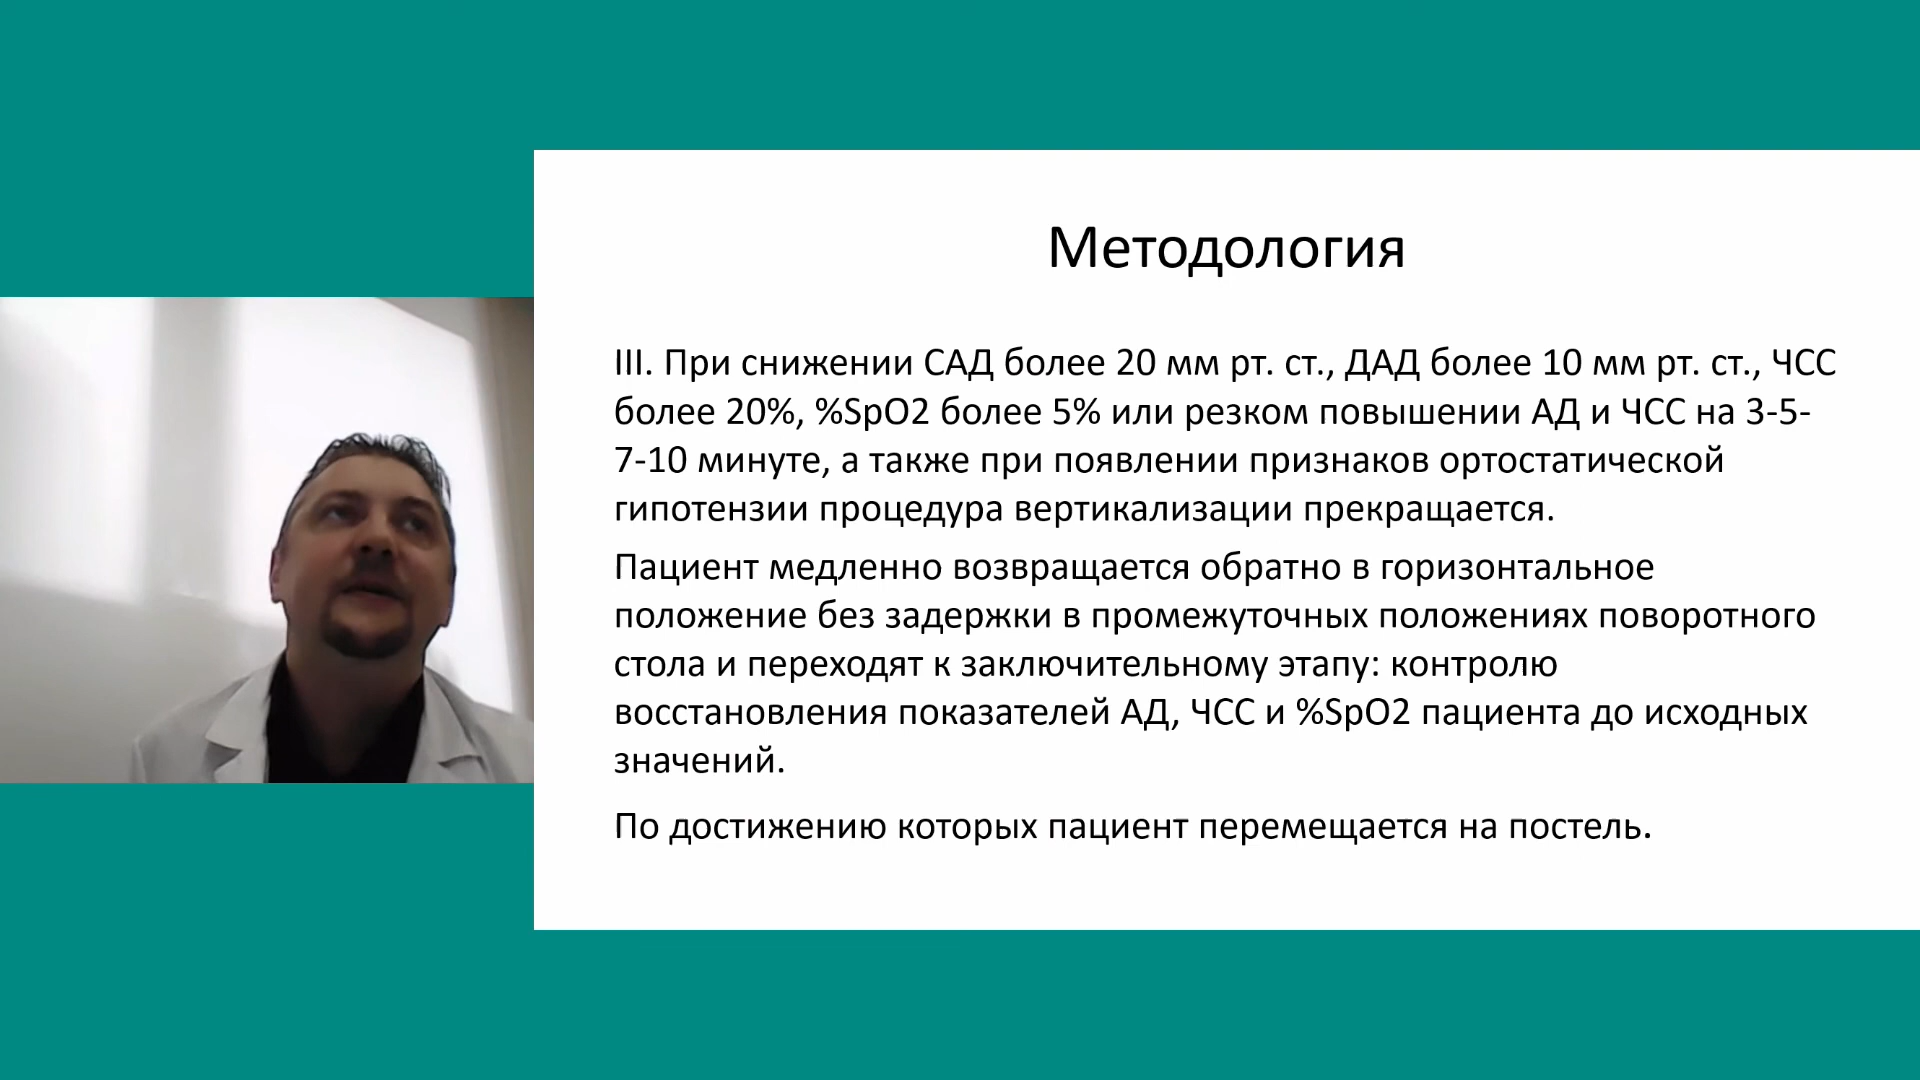 Методология
III. При снижении САД более 20 мм рт. ст., ДАД более 10 мм рт. ст., ЧСС
более 20%, %SpO2 более 5% или резком повышении АД и ЧСС на 3-5-
7-10 минуте, а также при появлении признаков ортостатической
гипотензии процедура вертикализации прекращается.
Пациент медленно возвращается обратно в горизонтальное
положение без задержки в промежуточных положениях поворотного
стола и переходят к заключительному этапу: контролю
восстановления показателей АД, ЧСС и %SpO2 пациента до исходных
значений.
По достижению которых пациент перемещается на постель.